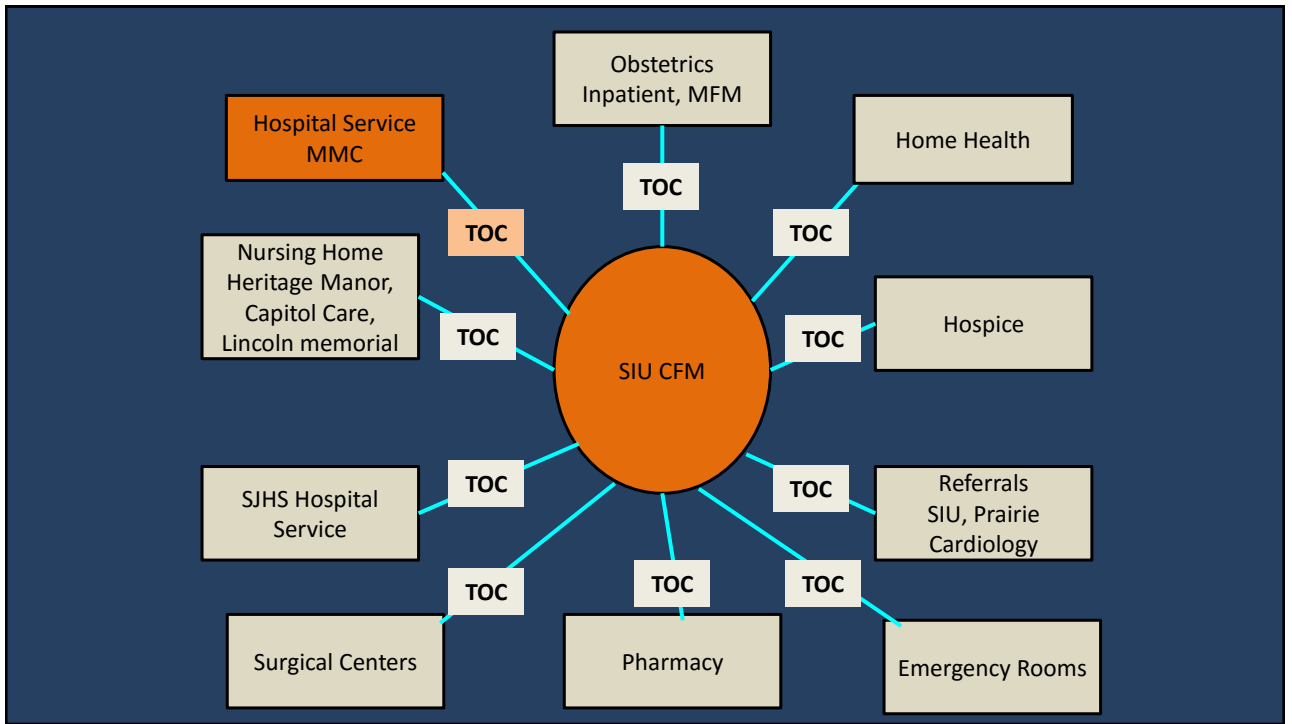 Obstetrics
Inpatient, MFM
Hospital Service
MMC
Home Health
TOC
TOC
TOC
Nursing Home
Heritage Manor,
Capitol Care,
Lincoln memorial
TOC
TOC
Hospice
SIU CFM
SJHS Hospital
Service
TOC
TOC
Referrals
SIU, Prairie
Cardiology
TOC
TOC
TOC
Surgical Centers
Pharmacy
Emergency Rooms